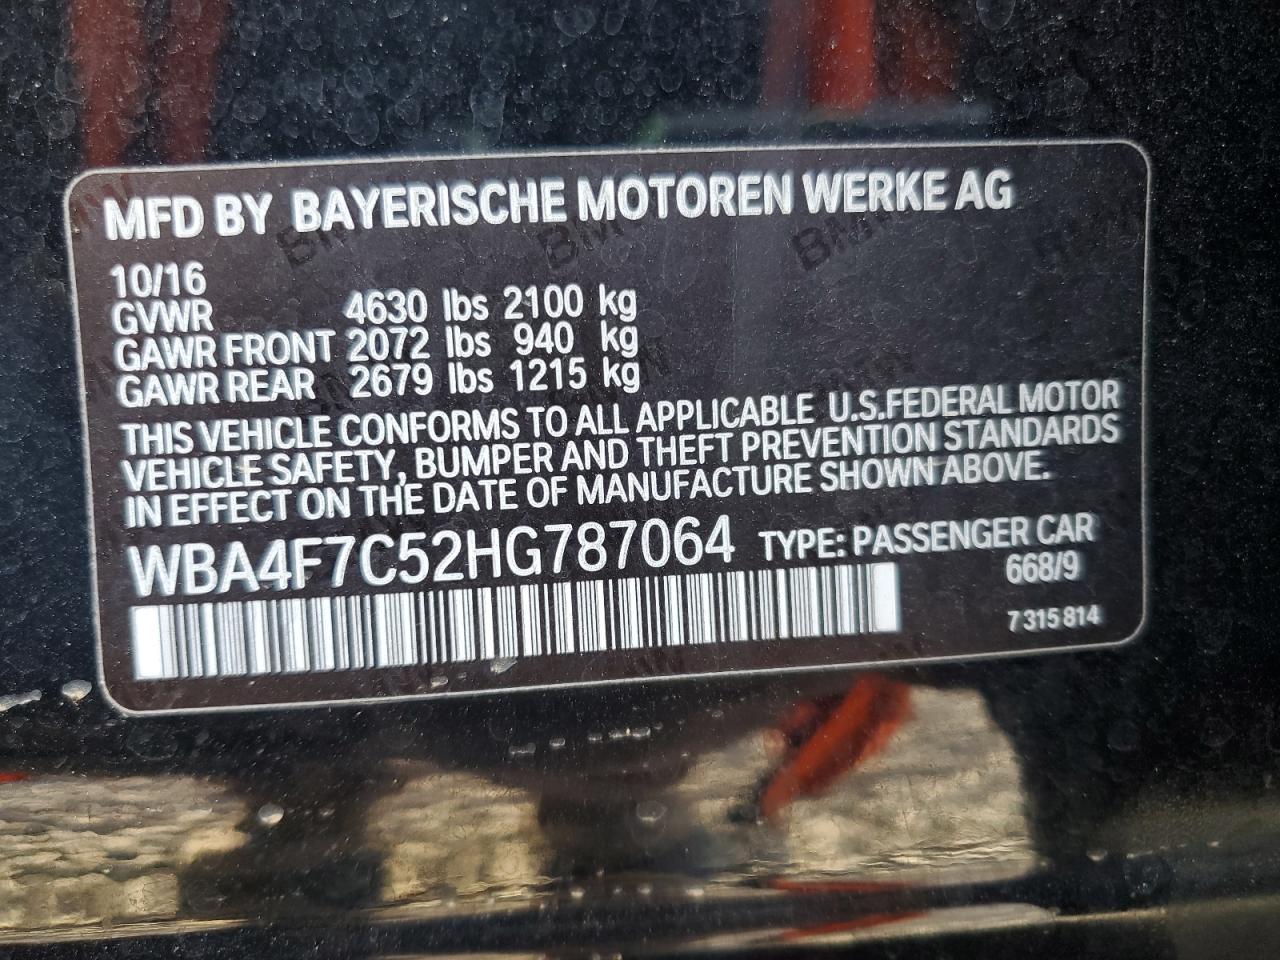 MFD BY BAYERISCHE MOTOREN WERKE AG
10/16
GVWR 4630 lbs 2100 kg
GAWR FRONT 2072 lbs 940 kg
GAWR REAR 2679 lbs 1215 kg
THIS VEHICLE CONFORMS TO ALL APPLICABLE U.S.FEDERAL MOTOR
VEHICLE SAFETY, BUMPER AND THEFT PREVENTION STANDARDS
IN EFFECT ON THE DATE OF MANUFACTURE SHOWN ABOVE.
WBA4F7C52HG787064 TYPE: PASSENGER CAR
668/9
7 315 814